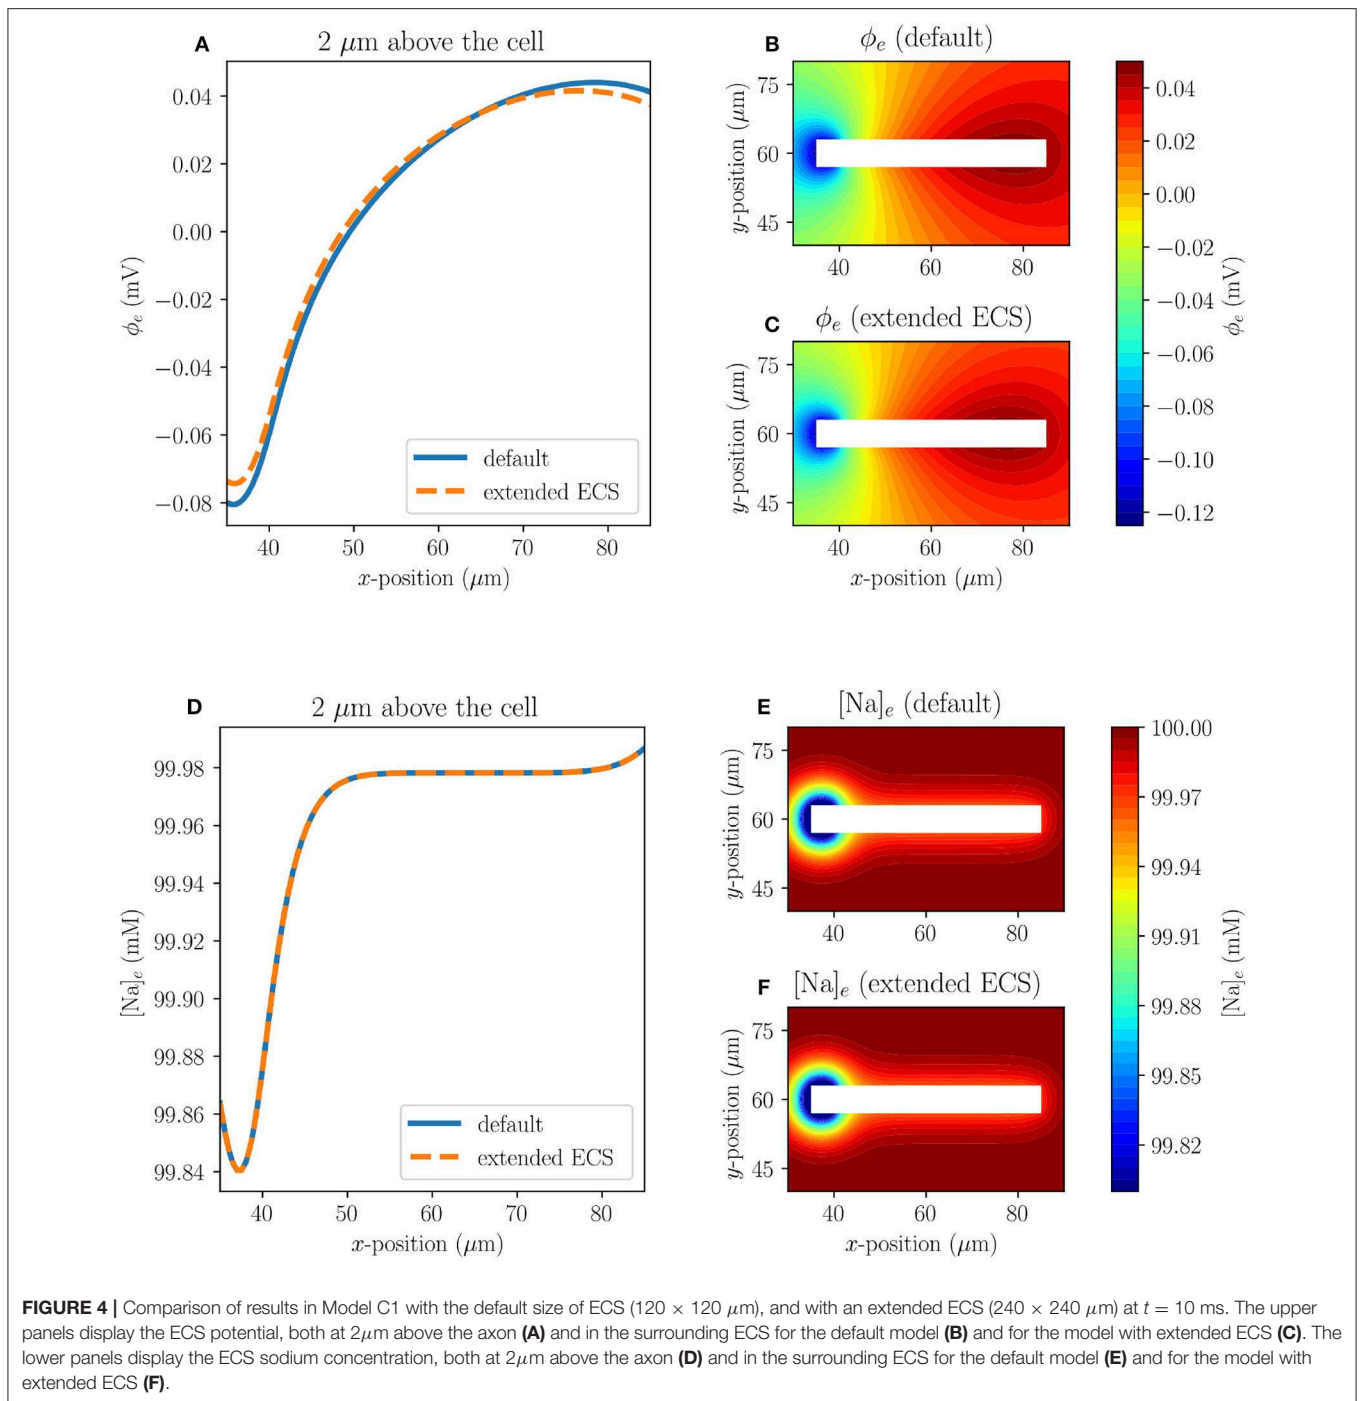 A
2 μm above the cell
0.04
0.02
0.00
−0.02
−0.04
−0.06
−0.08
ϕe (mV)
default
extended ECS
40 50 60 70 80
x-position (μm)
B
ϕe (default)
75
60
45
y-position (μm)
40 60 80
C
ϕe (extended ECS)
75
60
45
y-position (μm)
40 60 80
x-position (μm)
0.04
0.02
0.00
−0.02
−0.04
−0.06
−0.08
−0.10
−0.12
ϕe (mV)
D
2 μm above the cell
99.98
99.96
99.94
99.92
99.90
99.88
99.86
99.84
[Na]e (mM)
default
extended ECS
40 50 60 70 80
x-position (μm)
E
[Na]e (default)
75
60
45
y-position (μm)
40 60 80
F
[Na]e (extended ECS)
75
60
45
y-position (μm)
40 60 80
x-position (μm)
100.00
99.97
99.94
99.91
99.88
99.85
99.82
[Na]e (mM)
FIGURE 4 | Comparison of results in Model C1 with the default size of ECS (120 × 120 μm), and with an extended ECS (240 × 240 μm) at t = 10 ms. The upper
panels display the ECS potential, both at 2μm above the axon (A) and in the surrounding ECS for the default model (B) and for the model with extended ECS (C). The
lower panels display the ECS sodium concentration, both at 2μm above the axon (D) and in the surrounding ECS for the default model (E) and for the model with
extended ECS (F).